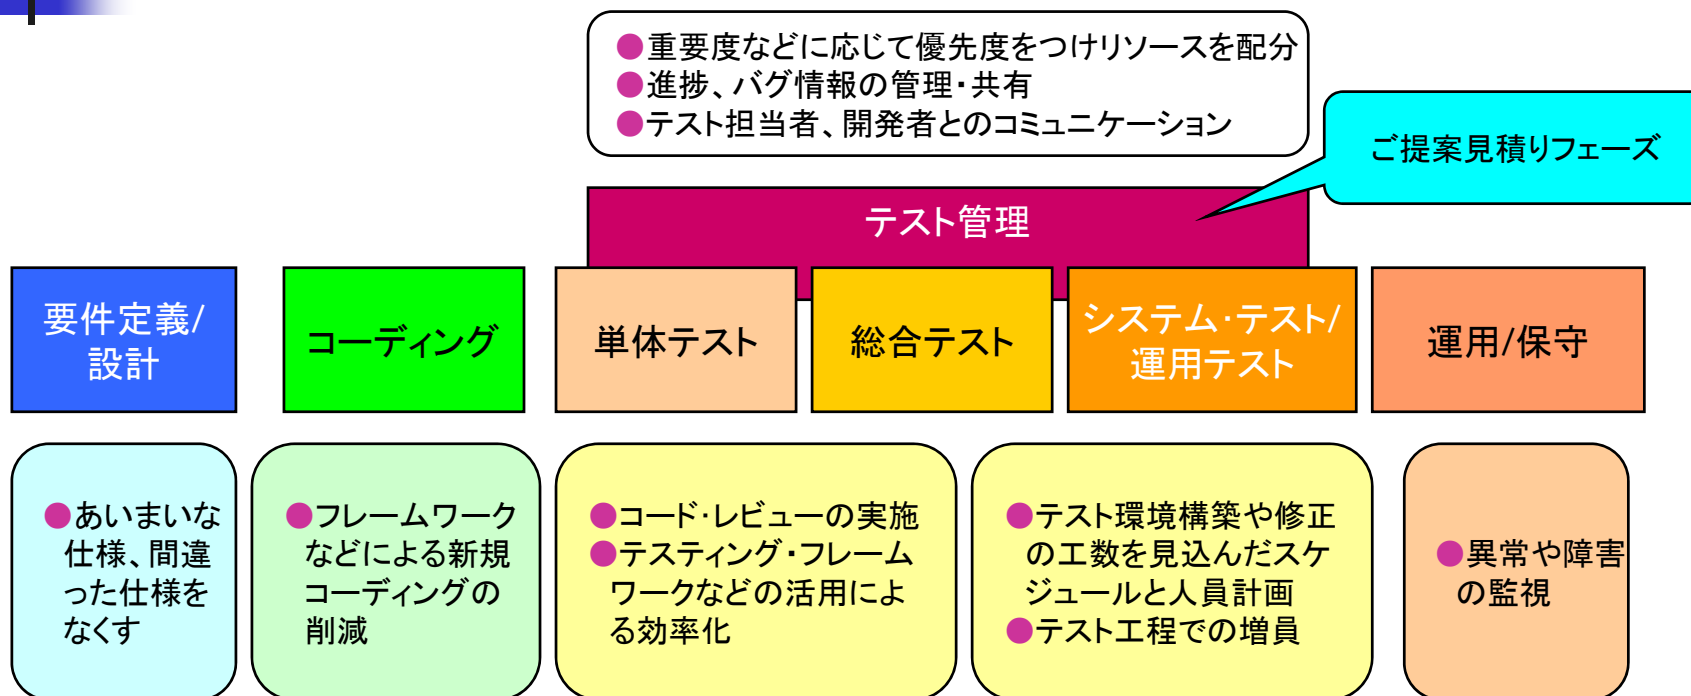 ●重要度などに応じて優先度をつけリソースを配分
●進捗、バグ情報の管理・共有
●テスト担当者、開発者とのコミュニケーション
ご提案見積りフェーズ
テスト管理
要件定義/
設計
コーディング
単体テスト
総合テスト
システム・テスト/
運用テスト
運用/保守
●あいまいな
仕様、間違
った仕様を
なくす
●フレームワーク
などによる新規
コーディングの
削減
●コード・レビューの実施
●テスティング・フレーム
ワークなどの活用によ
る効率化
●テスト環境構築や修正
の工数を見込んだスケ
ジュールと人員計画
●テスト工程での増員
●異常や障害
の監視